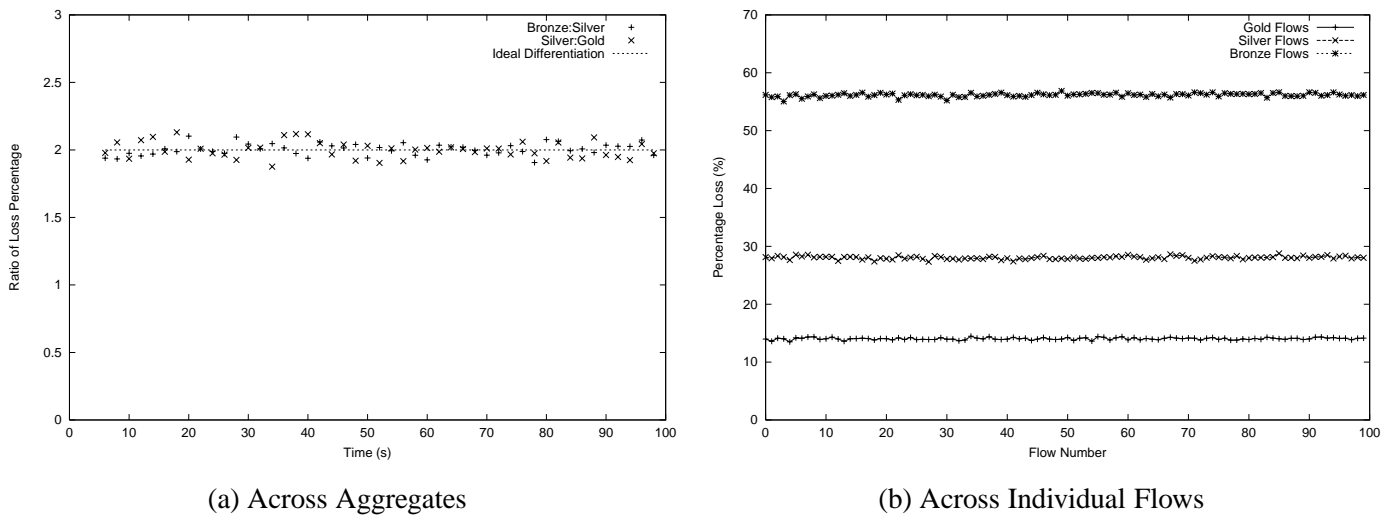 3
2.5
2
1.5
1
0.5
0
Ratio of Loss Percentage
0 10 20 30 40 50 60 70 80 90 100
Time (s)
Bronze:Silver
Silver:Gold
Ideal Differentiation
(a) Across Aggregates
70
60
50
40
30
20
10
0
Percentage Loss (%)
0 10 20 30 40 50 60 70 80 90 100
Flow Number
Gold Flows
Silver Flows
Bronze Flows
(b) Across Individual Flows